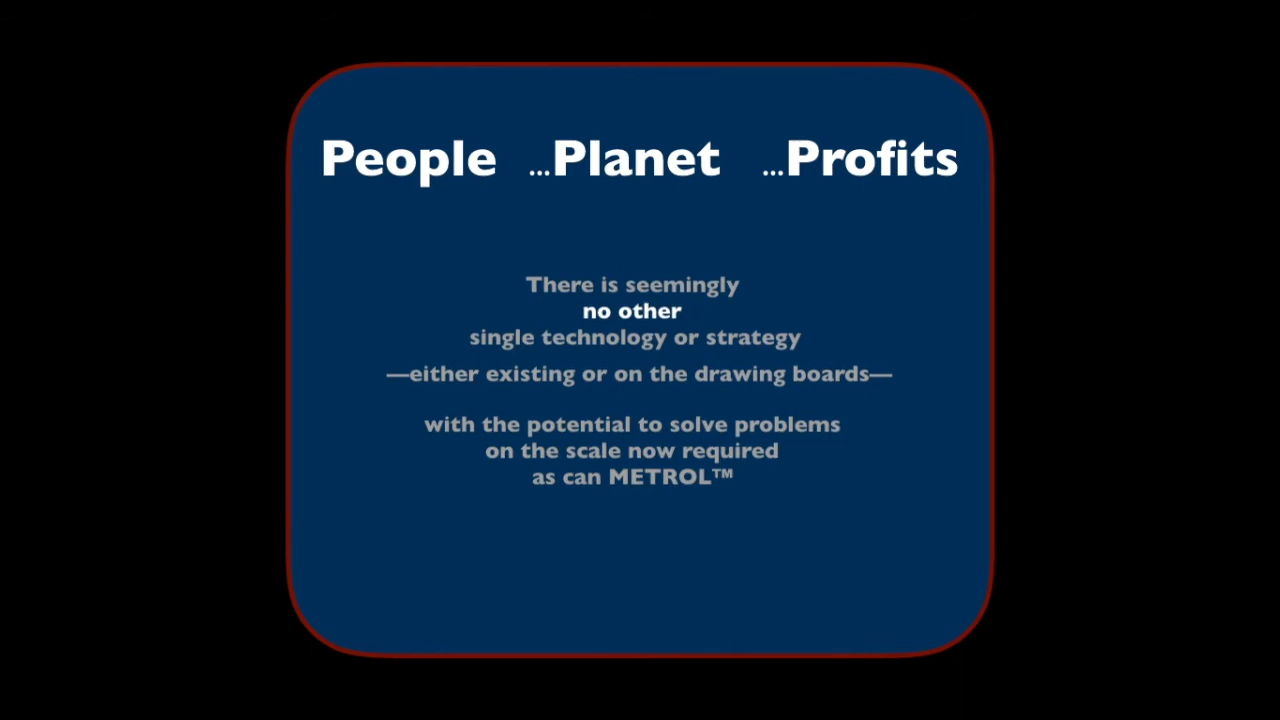 People ...Planet ...Profits
There is seemingly
no other
single technology or strategy
—either existing or on the drawing boards—
with the potential to solve problems
on the scale now required
as can METROL™